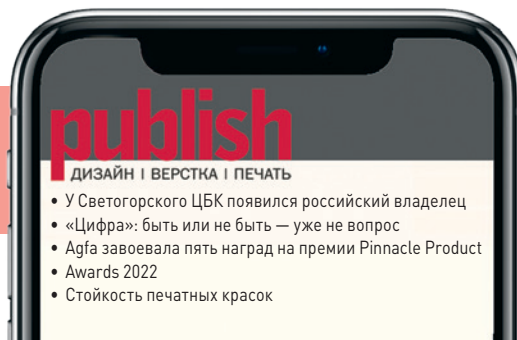 publish
ДИЗАЙН | ВЕРСТКА | ПЕЧАТЬ
• У Светогорского ЦБК появился российский владелец
• «Цифра»: быть или не быть — уже не вопрос
• Agfa завоевала пять наград на премии Pinnacle Product
• Awards 2022
• Стойкость печатных красок